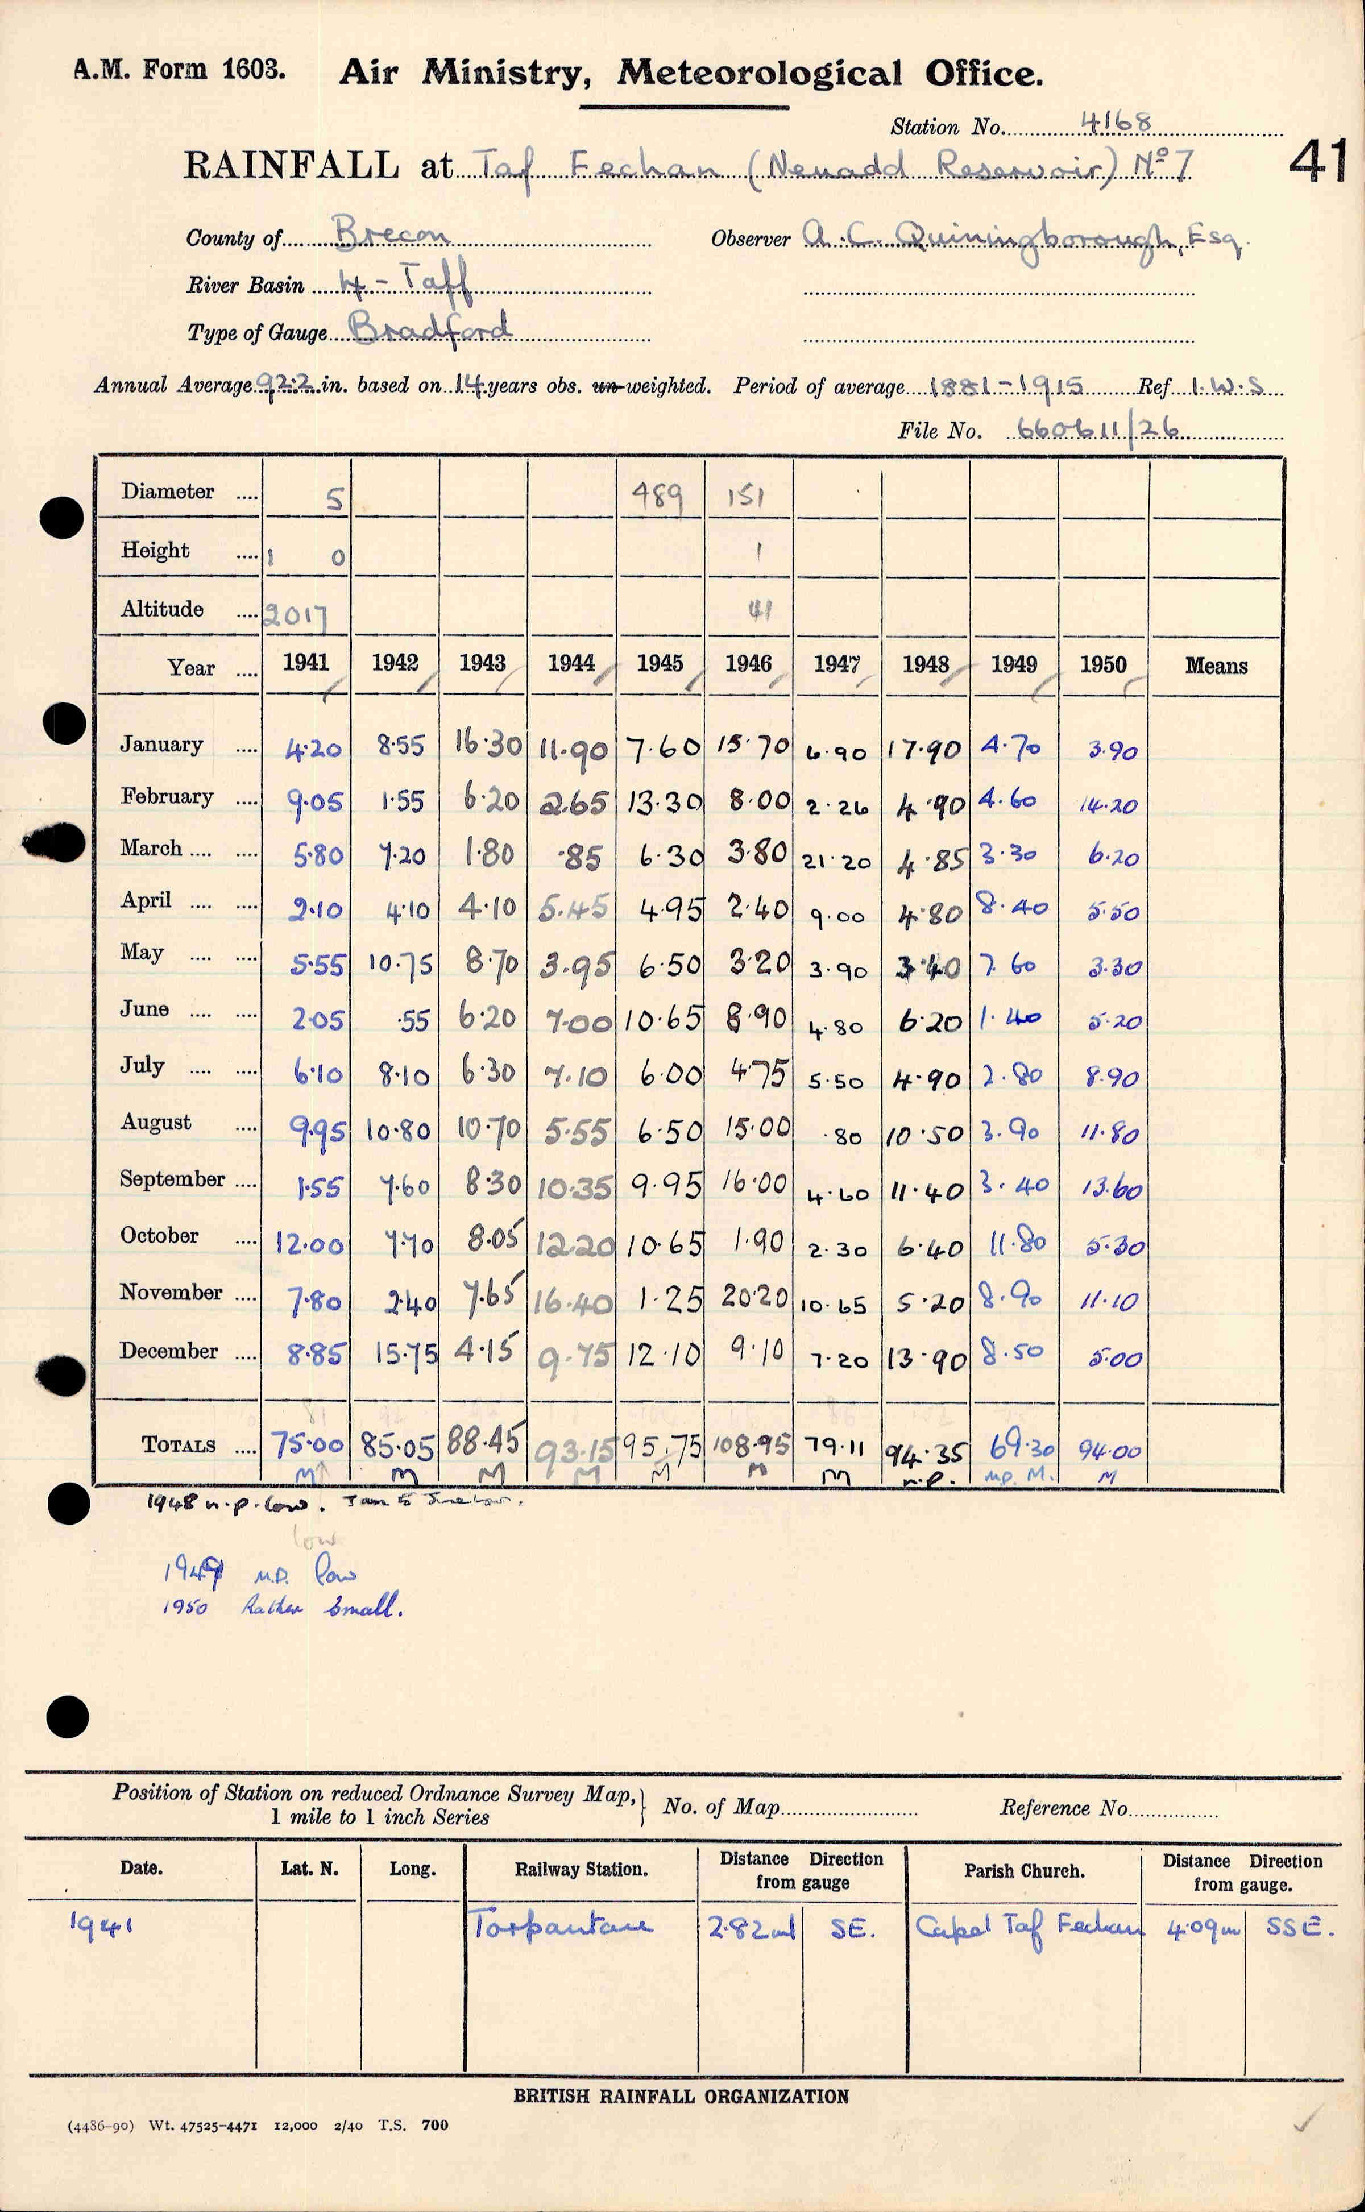 A.M. Form 1603. Air Ministry, Meteorological Office.
Station No. 4168
RAINFALL at Taf Fechan (Neuadd Reservoir) Nº 7 41
County of Brecon Observer A.C. Quiningborough, Esq.
River Basin 4 - Taff
Type of Gauge Bradford
Annual Average 92.2 in. based on 14 years obs. un-weighted. Period of average 1881-1915 Ref I.W.S
File No. 660611/26
Diameter .... 5 489 151
Height .... 1 0 1
Altitude .... 2017 41
Year .... 1941 1942 1943 1944 1945 1946 1947 1948 1949 1950 Means
January .... 4.20 8.55 16.30 11.90 7.60 15.70 6.90 17.90 4.70 3.90
February .... 9.05 1.55 6.20 2.65 13.30 8.00 2.26 4.90 4.60 14.20
March .... .... 5.80 7.20 1.80 .85 6.30 3.80 21.20 4.85 3.30 6.20
April .... .... 2.10 4.10 4.10 5.45 4.95 2.40 9.00 4.80 8.40 5.50
May .... .... 5.55 10.75 8.70 3.95 6.50 3.20 3.90 3.40 7.60 3.30
June .... .... 2.05 .55 6.20 7.00 10.65 8.90 4.80 6.20 1.40 5.20
July .... .... 6.10 8.10 6.30 7.10 6.00 4.75 5.50 4.90 2.80 8.90
August .... 9.95 10.80 10.70 5.55 6.50 15.00 .80 10.50 3.90 11.80
September .... 1.55 7.60 8.30 10.35 9.95 16.00 4.60 11.40 3.40 13.60
October .... 12.00 7.70 8.05 12.20 10.65 1.90 2.30 6.40 11.80 5.30
November .... 7.80 2.40 7.65 16.40 1.25 20.20 10.65 5.20 8.90 11.10
December .... 8.85 15.75 4.15 9.75 12.10 9.10 7.20 13.90 8.50 5.00
TOTALS .... 75.00 85.05 88.45 93.15 95.75 108.95 79.11 94.35 69.30 94.00
M M M M M M M n.p. n.p. M. M
1948 n.p. low. Jan 5
low
1949 n.p. low
1950 Rather Small.
Position of Station on reduced Ordnance Survey Map, 1 mile to 1 inch Series } No. of Map Reference No.
Date. Lat. N. Long. Railway Station. Distance Direction from gauge Parish Church. Distance Direction from gauge.
1941 Torpantau 2.82 ml SE. Capel Taf Fechan 4.09 m SSE.
BRITISH RAINFALL ORGANIZATION
(4486-90) Wt. 47525-4471 12,000 2/40 T.S. 700